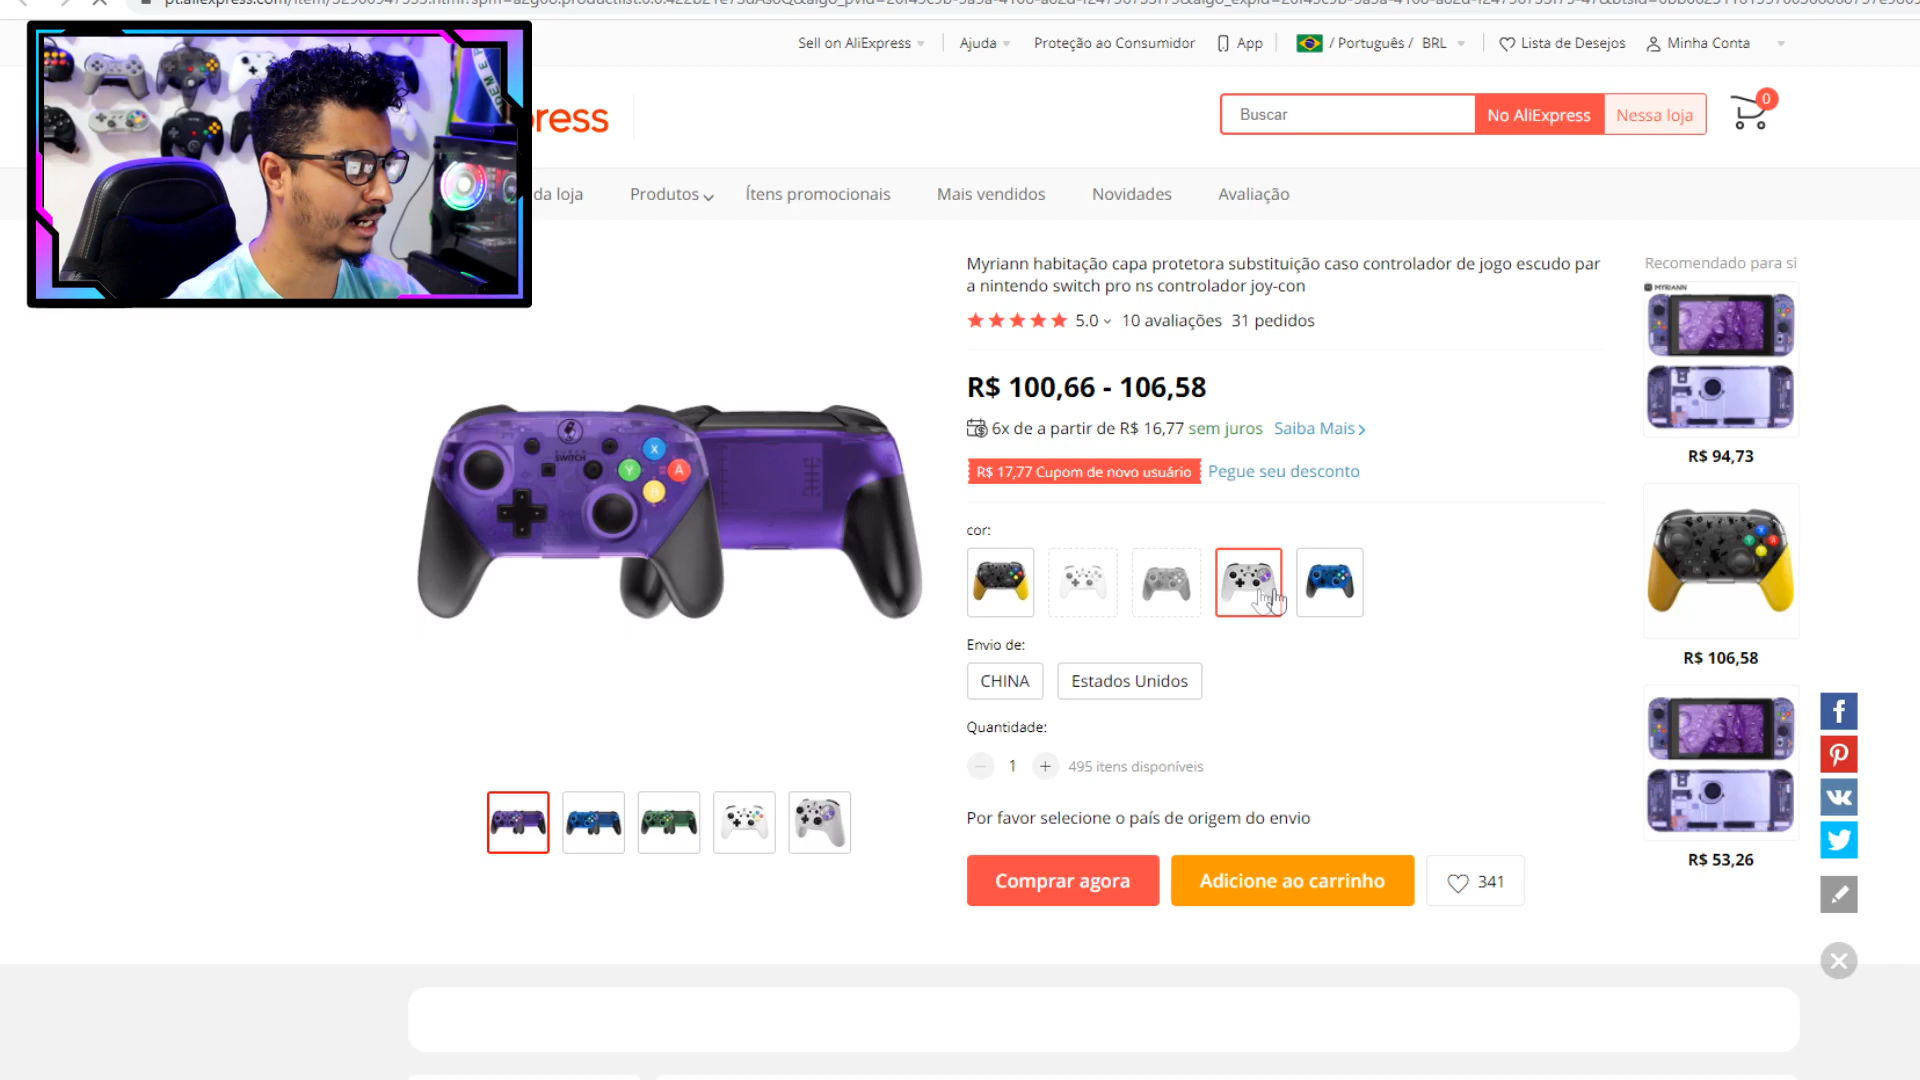 Sell on AliExpress
Ajuda
Proteção ao Consumidor
App
/ Português / BRL
Lista de Desejos
Minha Conta
ress
Buscar
No AliExpress
Nessa loja
0
da loja
Produtos
Ítens promocionais
Mais vendidos
Novidades
Avaliação
Myriann habitação capa protetora substituição caso controlador de jogo escudo par
a nintendo switch pro ns controlador joy-con
5.0 10 avaliações 31 pedidos
R$ 100,66 - 106,58
6x de a partir de R$ 16,77 sem juros Saiba Mais
R$ 17,77 Cupom de novo usuário Pegue seu desconto
SWITCH
X
Y
A
B
cor:
Envio de:
CHINA
Estados Unidos
Quantidade:
1
495 itens disponíveis
Por favor selecione o país de origem do envio
Comprar agora
Adicione ao carrinho
341
Recomendado para si
MYRIANN
R$ 94,73
R$ 106,58
R$ 53,26